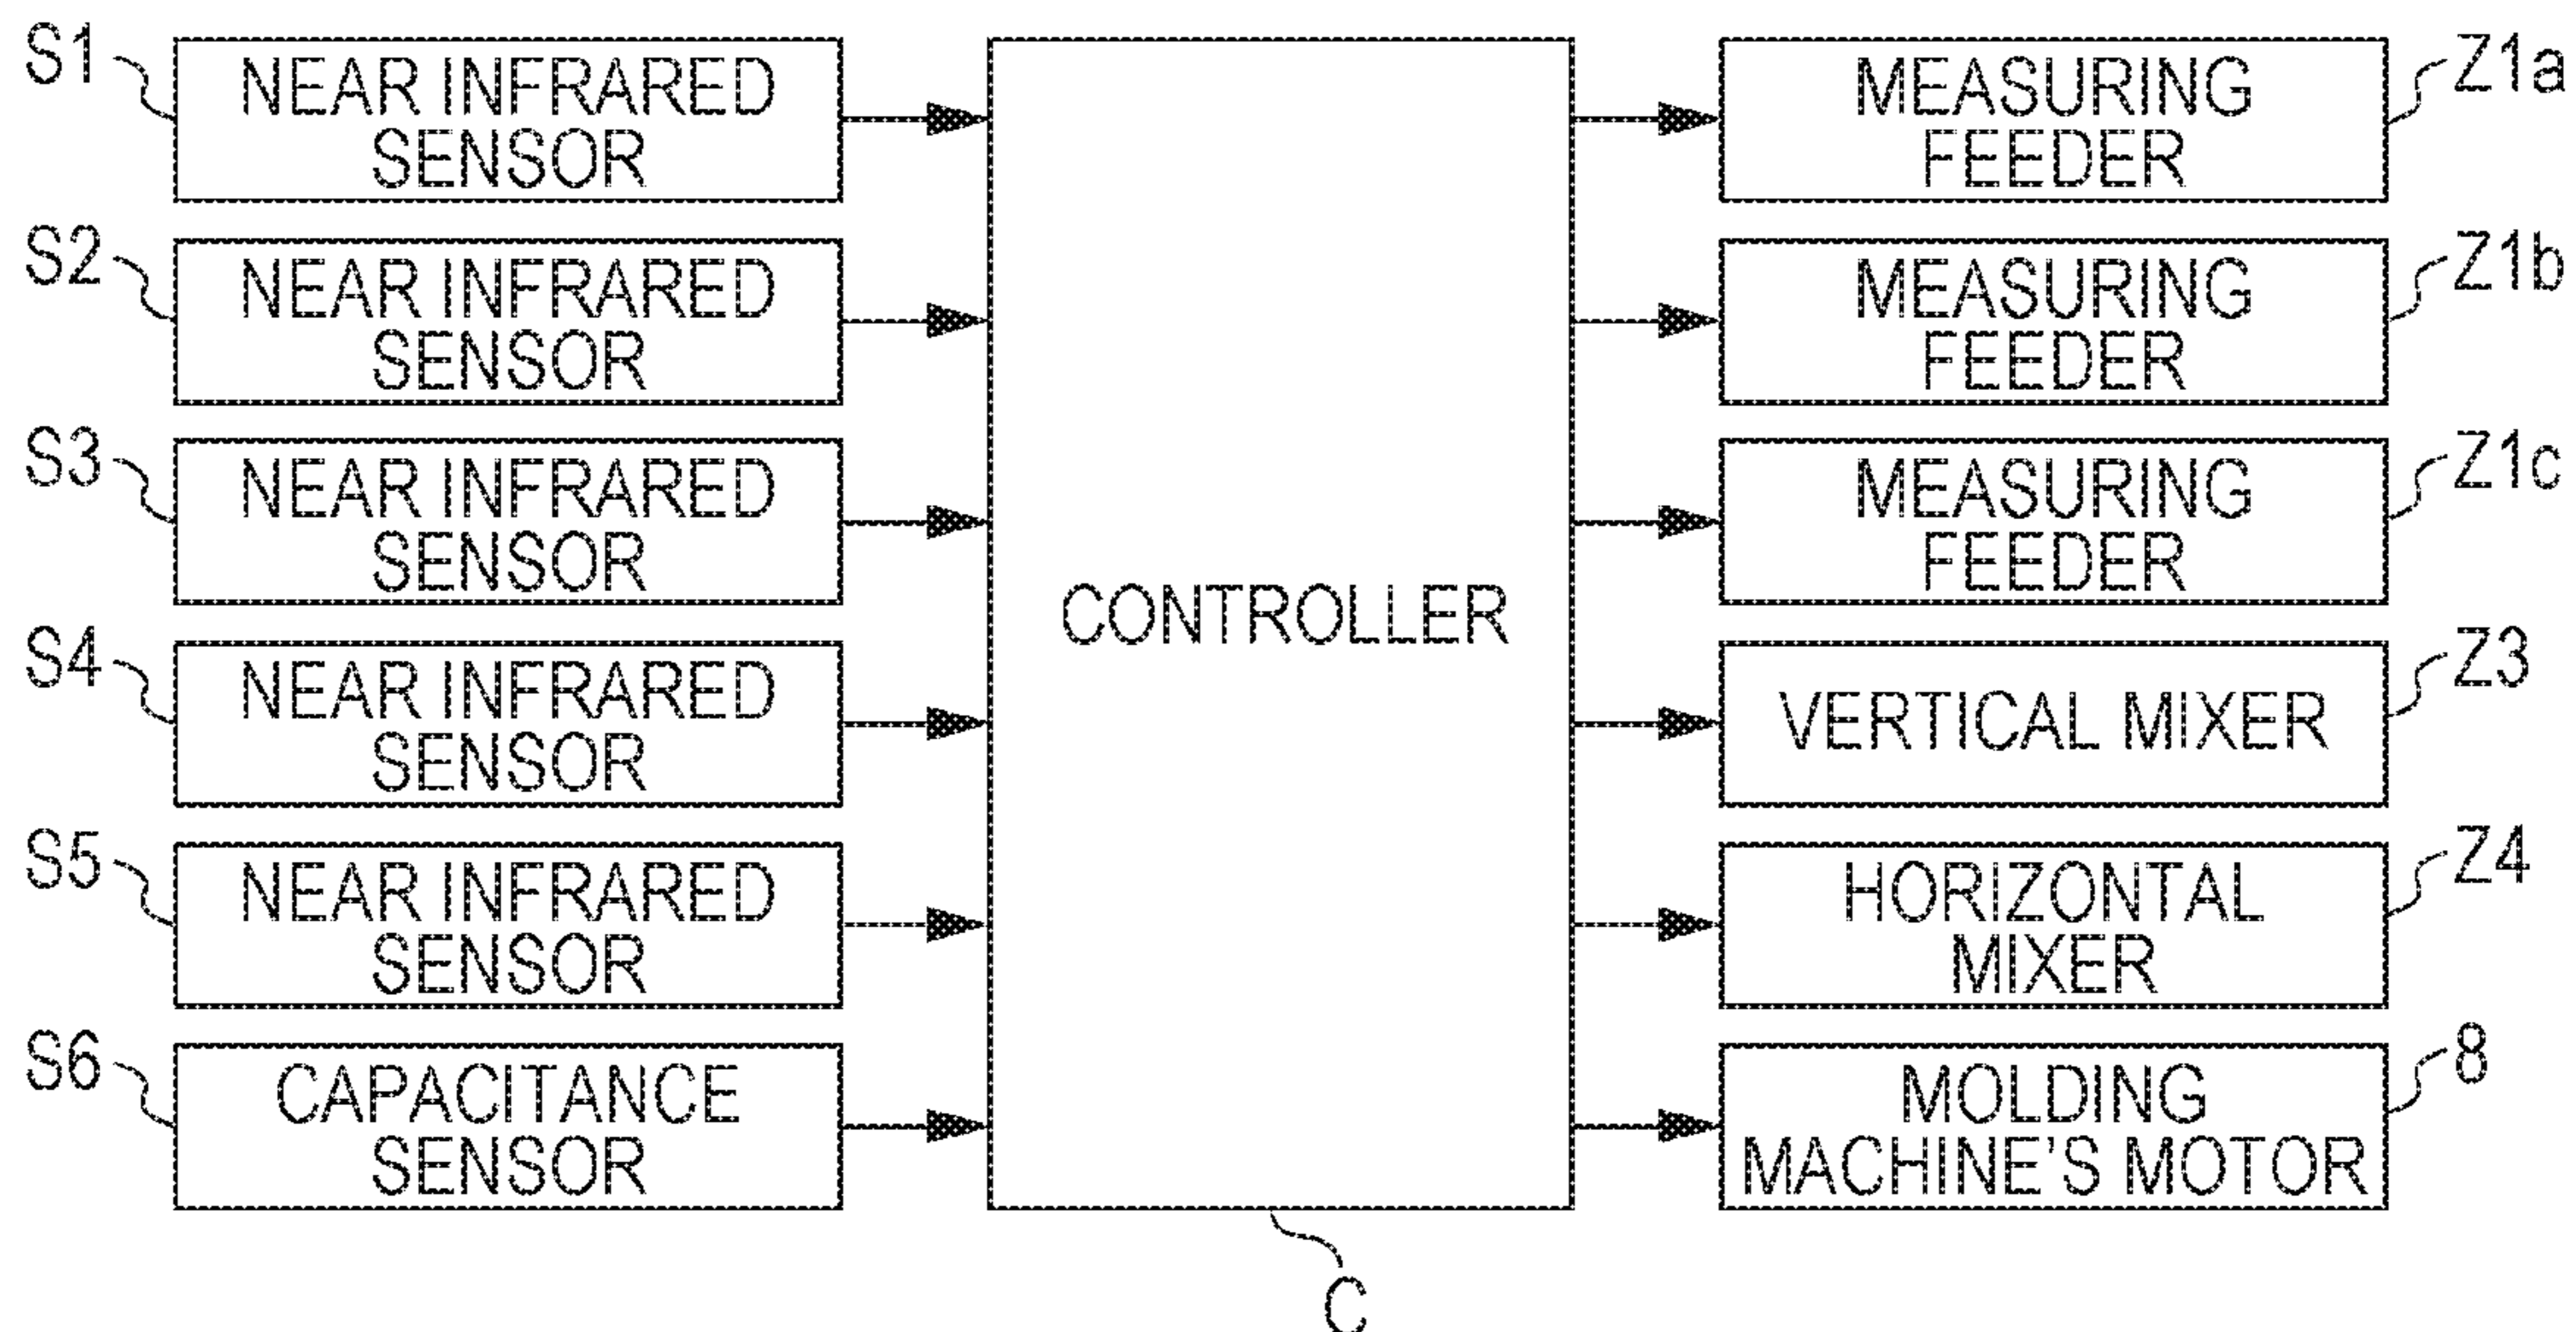 S1
NEAR INFRARED
SENSOR
S2
NEAR INFRARED
SENSOR
S3
NEAR INFRARED
SENSOR
S4
NEAR INFRARED
SENSOR
S5
NEAR INFRARED
SENSOR
S6
CAPACITANCE
SENSOR
CONTROLLER
C
MEASURING
FEEDER
Z1a
MEASURING
FEEDER
Z1b
MEASURING
FEEDER
Z1c
VERTICAL MIXER
Z3
HORIZONTAL
MIXER
Z4
MOLDING
MACHINE'S MOTOR
8